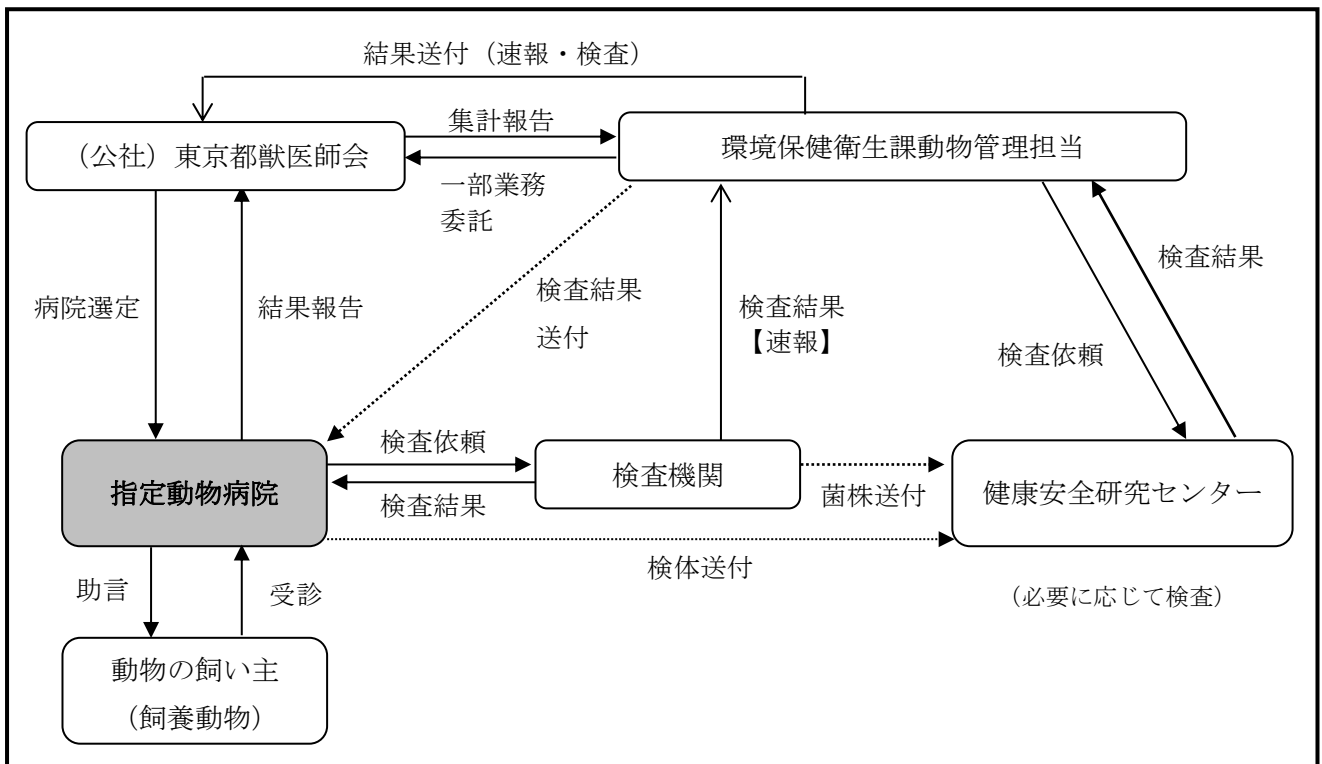 結果送付（速報・検査）
（公社）東京都獣医師会
集計報告
一部業務
委託
環境保健衛生課動物管理担当
病院選定
結果報告
検査結果
送付
検査結果
【速報】
検査依頼
検査結果
指定動物病院
検査依頼
検査結果
検査機関
菌株送付
健康安全研究センター
検体送付
（必要に応じて検査）
助言
受診
動物の飼い主
（飼養動物）